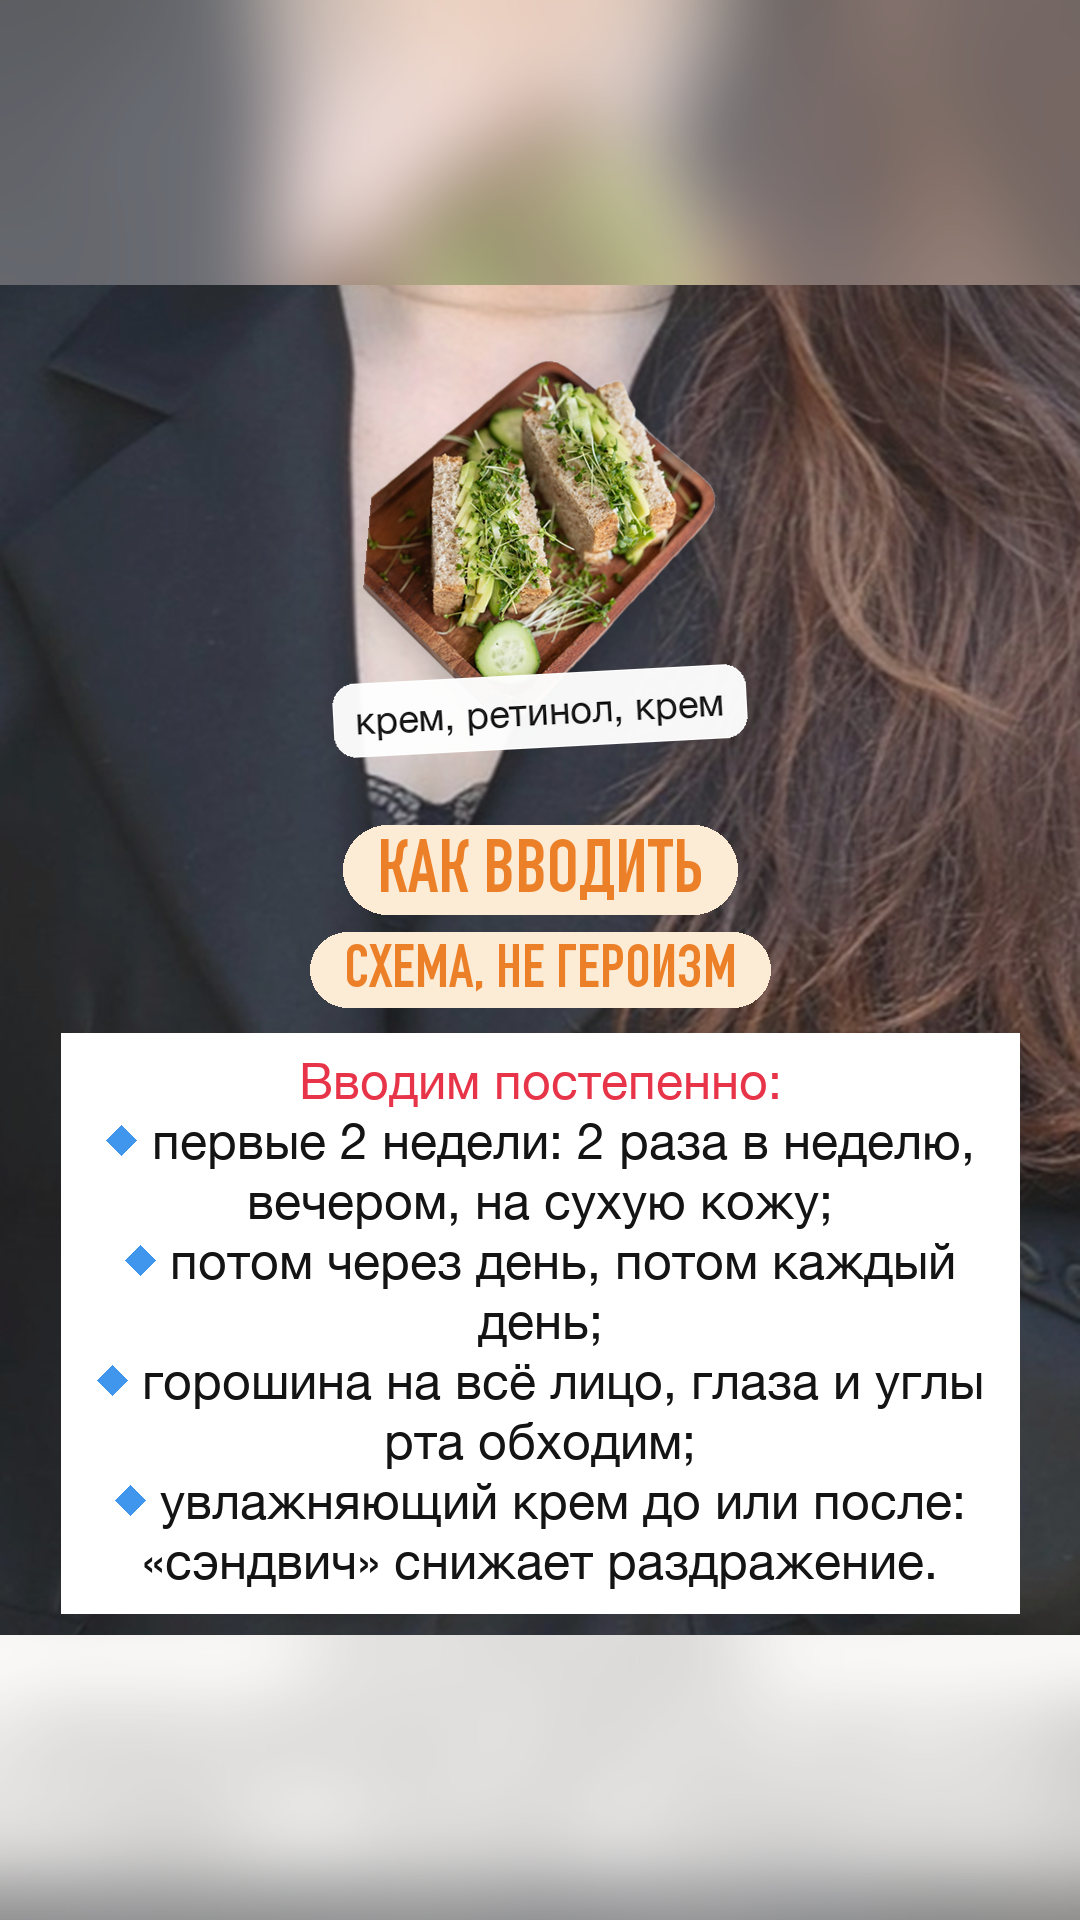 крем, ретинол, крем
КАК ВВОДИТЬ
СХЕМА, НЕ ГЕРОИЗМ
Вводим постепенно:
🔹 первые 2 недели: 2 раза в неделю,
вечером, на сухую кожу;
🔹 потом через день, потом каждый
день;
🔹 горошина на всё лицо, глаза и углы
рта обходим;
🔹 увлажняющий крем до или после:
«сэндвич» снижает раздражение.